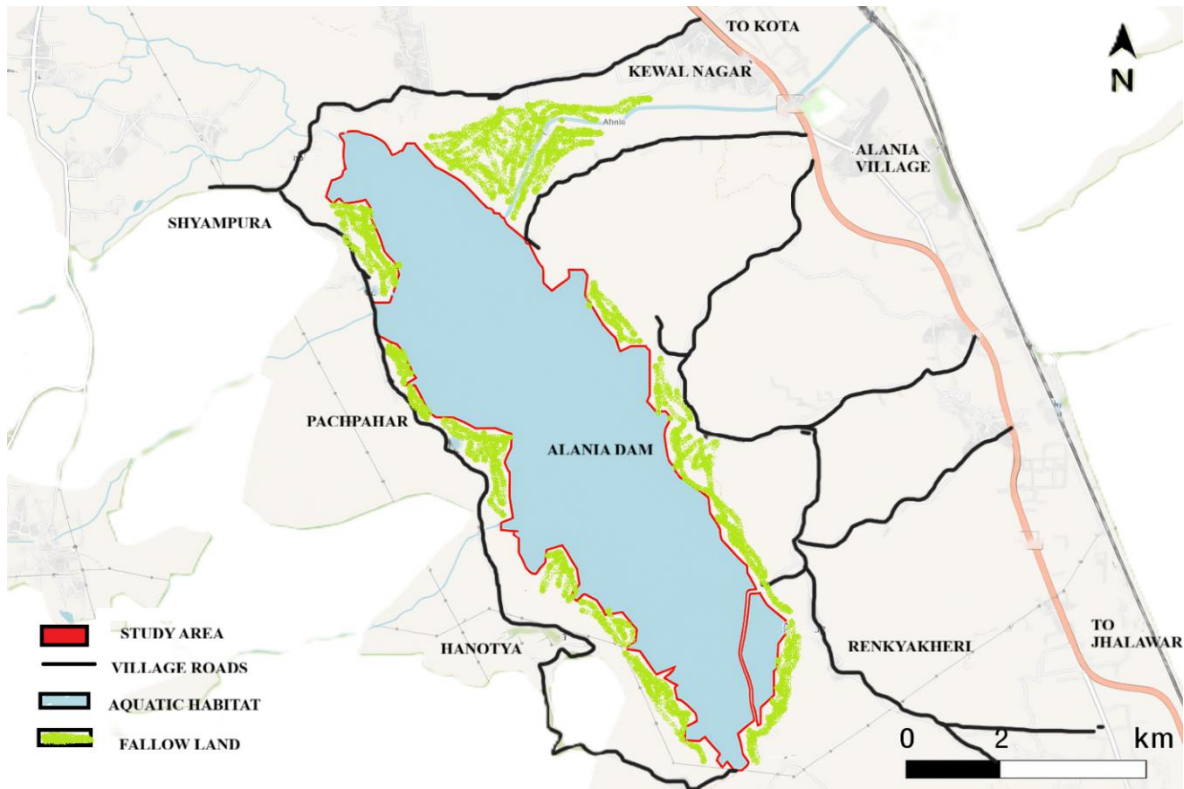 TO KOTA
N
KEWAL NAGAR
ALANIA
VILLAGE
SHYAMPURA
PACHPAHAR
ALANIA DAM
HANOTYA
RENKYAKHERI
TO
JHALAWAR
STUDY AREA
VILLAGE ROADS
AQUATIC HABITAT
FALLOW LAND
0 2 km